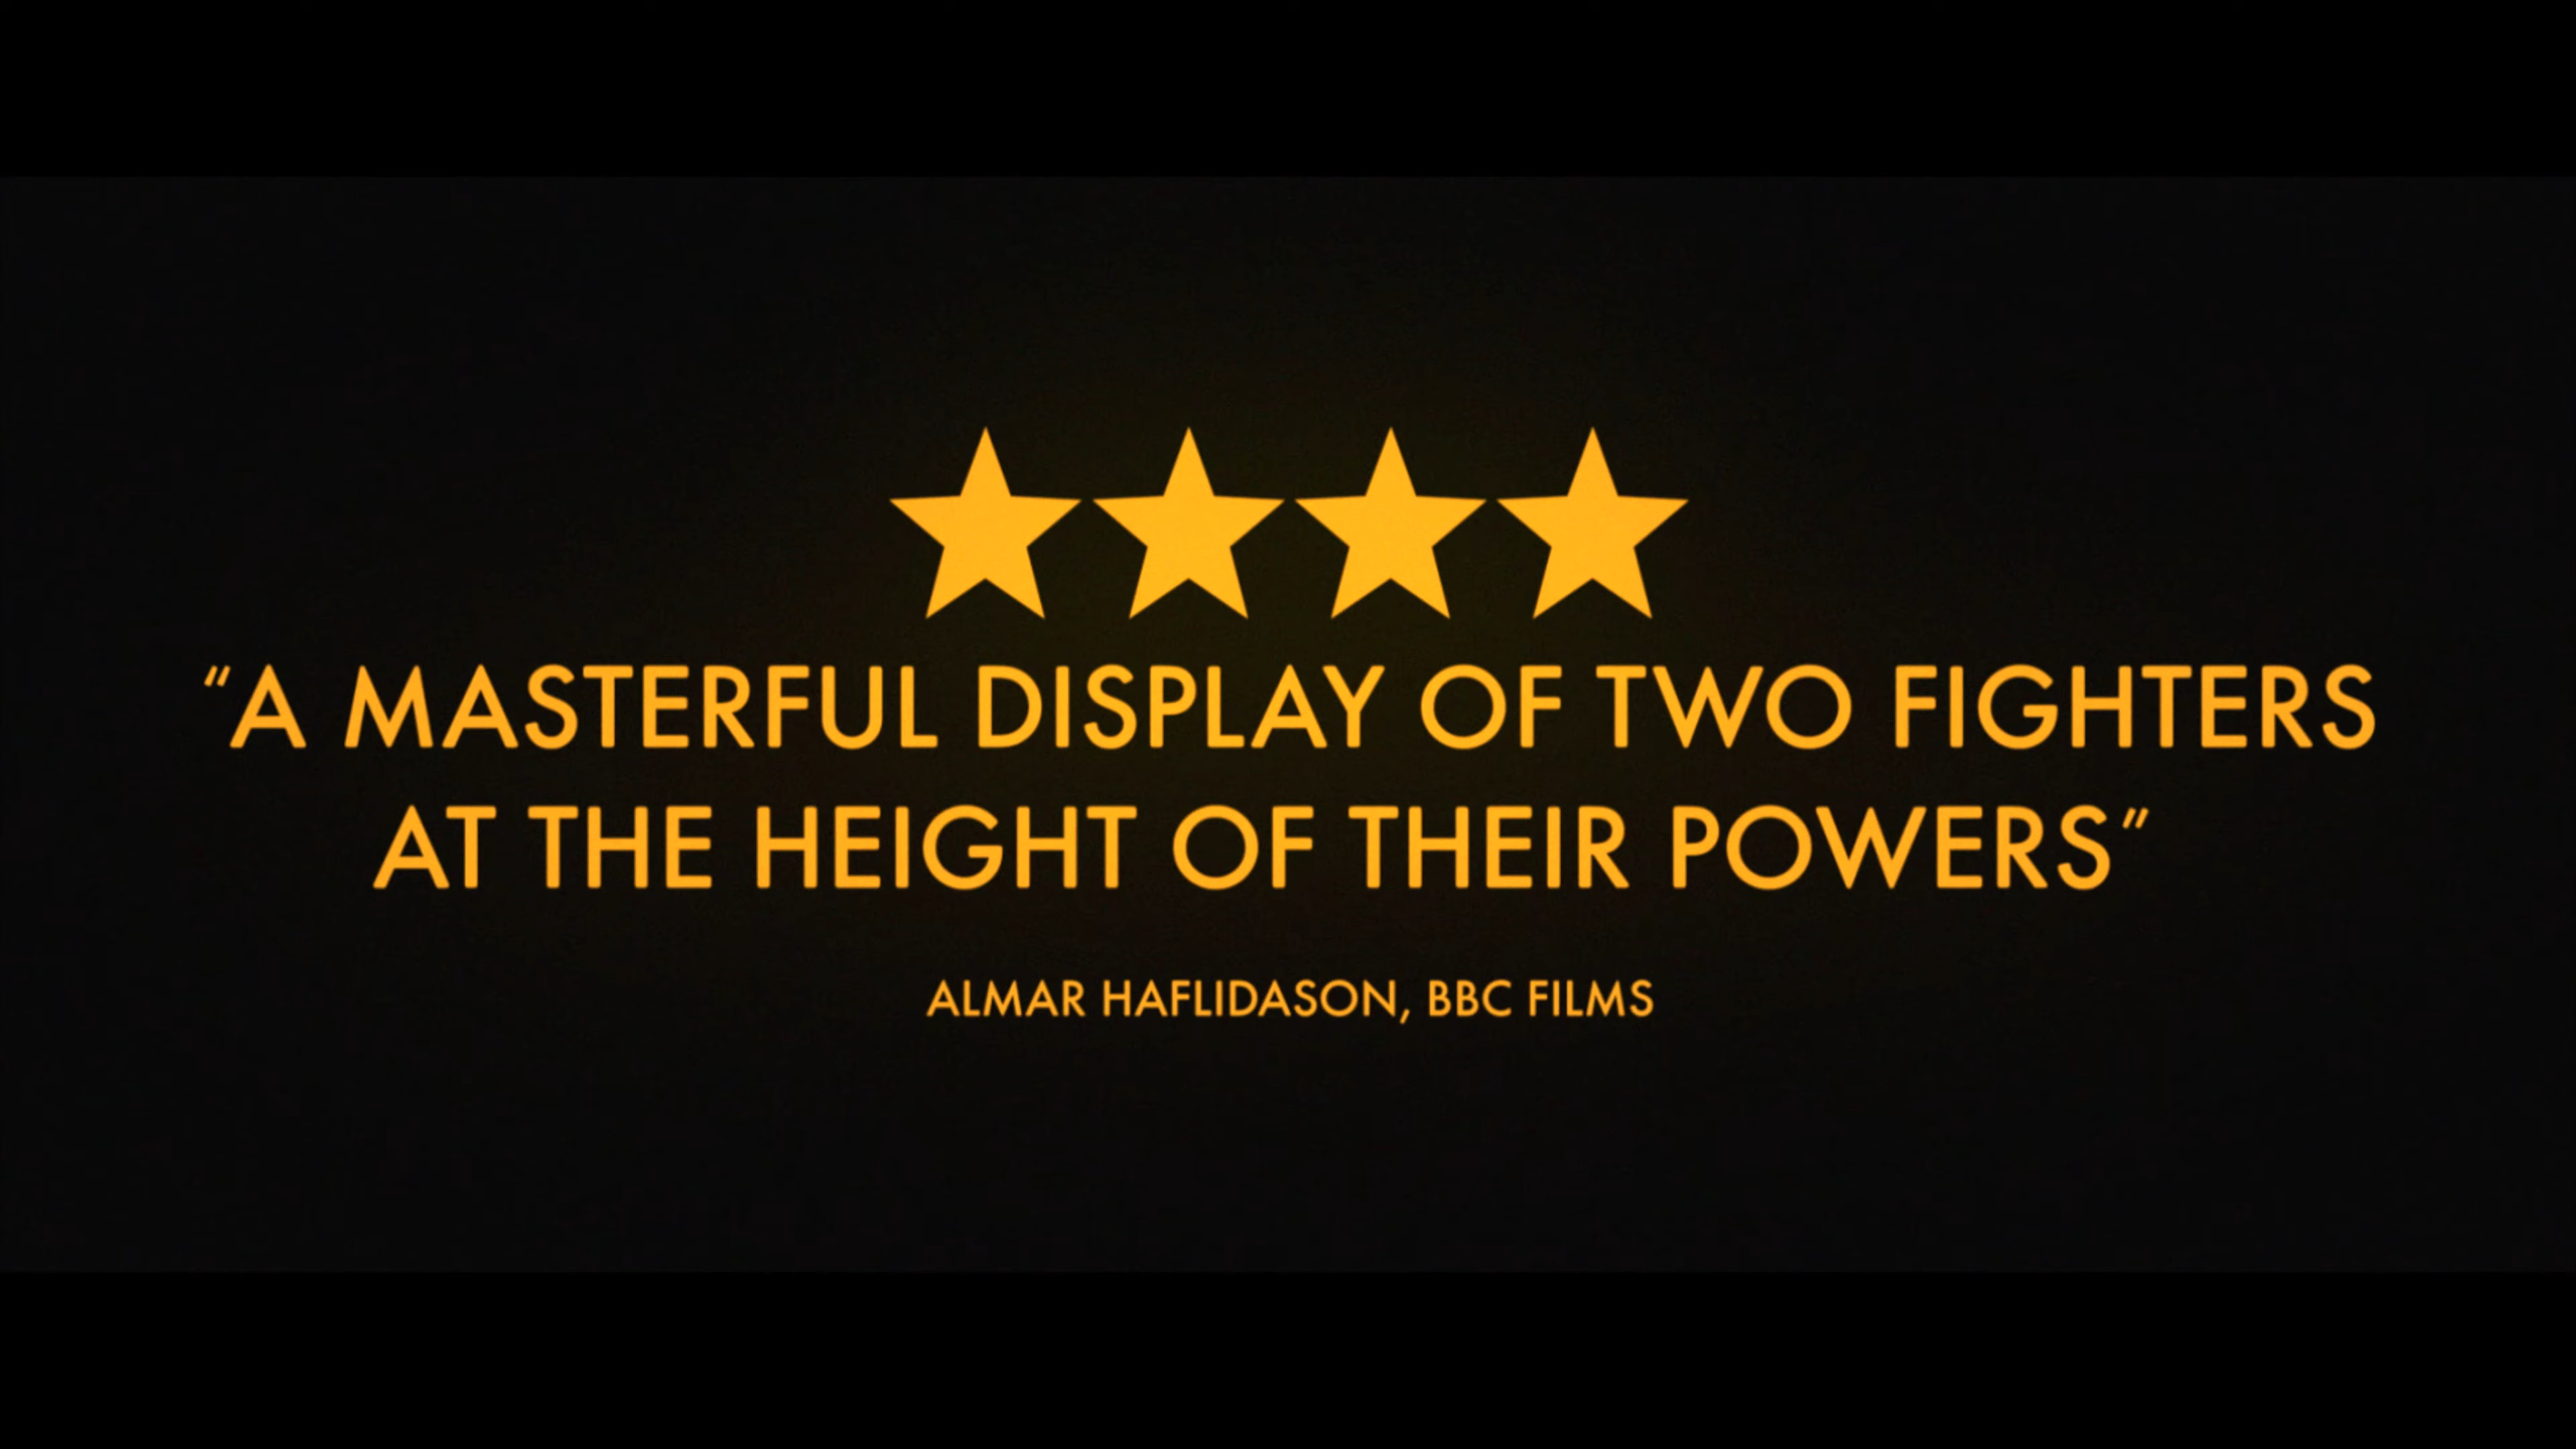 “A MASTERFUL DISPLAY OF TWO FIGHTERS
AT THE HEIGHT OF THEIR POWERS”
ALMAR HAFLIDASON, BBC FILMS